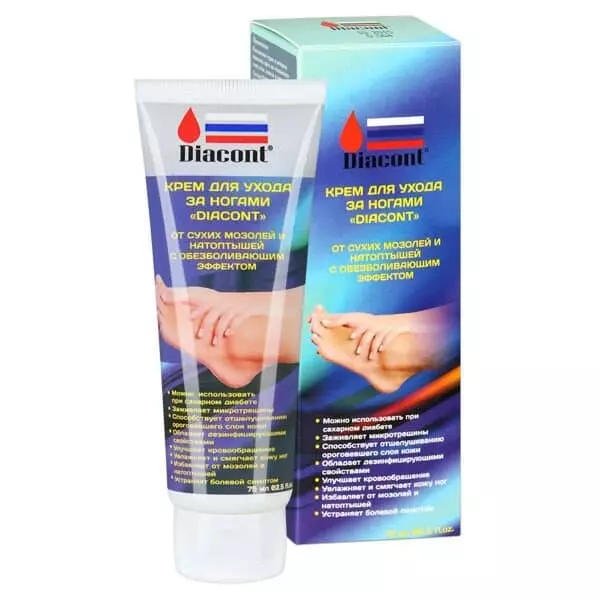 Diacont®
КРЕМ ДЛЯ УХОДА
ЗА НОГАМИ
«DIACONT»
ОТ СУХИХ МОЗОЛЕЙ И
НАТОПТЫШЕЙ
С ОБЕЗБОЛИВАЮЩИМ
ЭФФЕКТОМ
• Можно использовать
при сахарном диабете
• Заживляет микротрещины
• Способствует отшелушиванию
ороговевшего слоя кожи
• Обладает дезинфицирующими
свойствами
• Улучшает кровообращение
• Увлажняет и смягчает кожу ног
• Избавляет от мозолей и
натоптышей
• Устраняет болевой симптом
75 мл
Diacont®
КРЕМ ДЛЯ УХОДА
ЗА НОГАМИ
«DIACONT»
ОТ СУХИХ МОЗОЛЕЙ И
НАТОПТЫШЕЙ
С ОБЕЗБОЛИВАЮЩИМ
ЭФФЕКТОМ
• Можно использовать при
сахарном диабете
• Заживляет микротрещины
• Способствует отшелушиванию
ороговевшего слоя кожи
• Обладает дезинфицирующими
свойствами
• Улучшает кровообращение
• Увлажняет и смягчает кожу ног
• Избавляет от мозолей и
натоптышей
• Устраняет болевой симптом